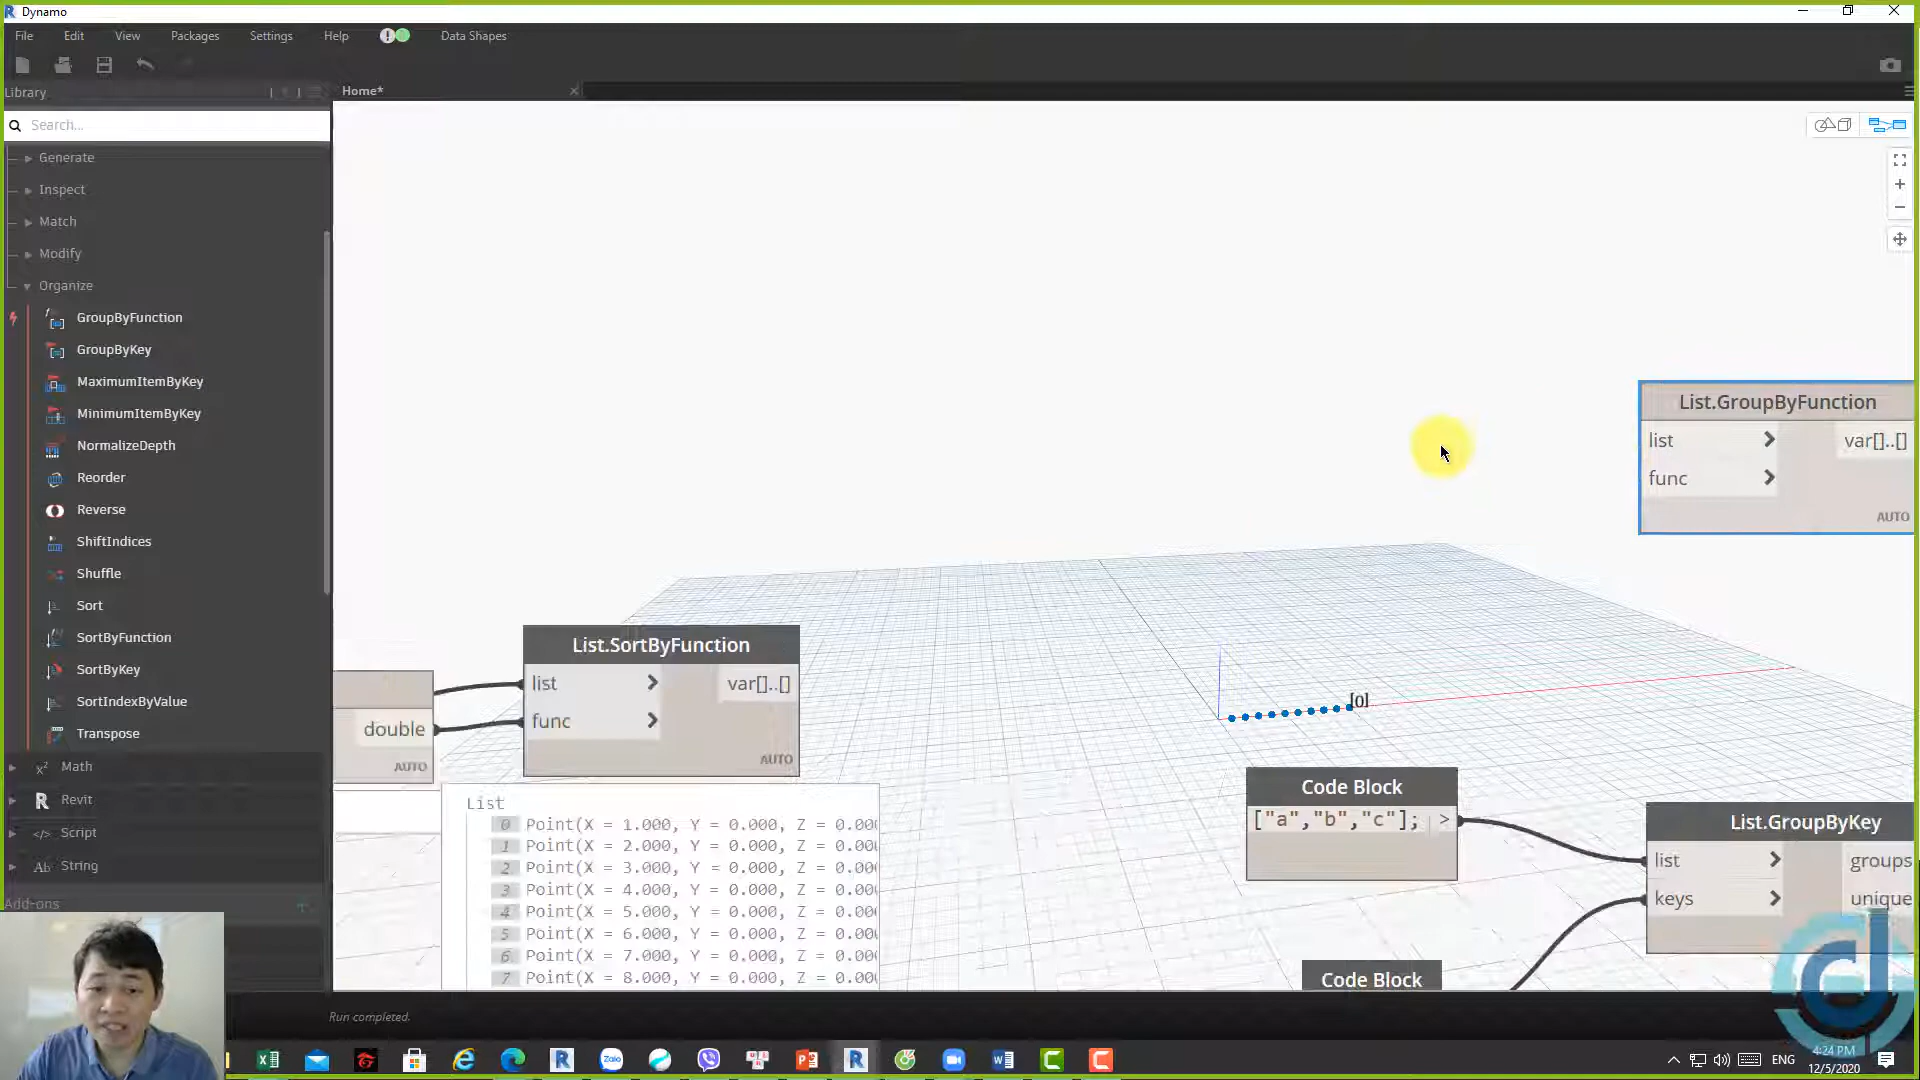 Dynamo
File Edit View Packages Settings Help ! Data Shapes
Library
Home*
Search...
Generate
Inspect
Match
Modify
Organize
GroupByFunction
GroupByKey
MaximumItemByKey
MinimumItemByKey
NormalizeDepth
Reorder
Reverse
ShiftIndices
Shuffle
Sort
SortByFunction
SortByKey
SortIndexByValue
Transpose
Math
Revit
Script
String
Add-ons
List.GroupByFunction
list > var[]..[]
func >
AUTO
List.SortByFunction
list > var[]..[]
func >
AUTO
double
AUTO
[0]
List
0 Point(X = 1.000, Y = 0.000, Z = 0.00
1 Point(X = 2.000, Y = 0.000, Z = 0.00
2 Point(X = 3.000, Y = 0.000, Z = 0.00
3 Point(X = 4.000, Y = 0.000, Z = 0.00
4 Point(X = 5.000, Y = 0.000, Z = 0.00
5 Point(X = 6.000, Y = 0.000, Z = 0.00
6 Point(X = 7.000, Y = 0.000, Z = 0.00
7 Point(X = 8.000, Y = 0.000, Z = 0.00
Code Block
["a","b","c"]; >
List.GroupByKey
list > groups
keys > unique
Code Block
Run completed.
ENG
4:24 PM
12/5/2020